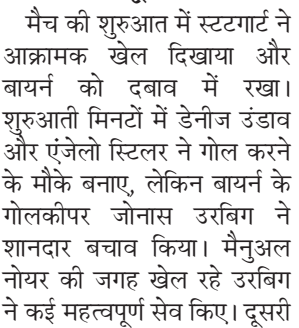 मैच की शुरुआत में स्टटगार्ट ने
आक्रामक खेल दिखाया और
बायर्न को दबाव में रखा।
शुरुआती मिनटों में डेनीज उंडाव
और एंजेलो स्टिलर ने गोल करने
के मौके बनाए, लेकिन बायर्न के
गोलकीपर जोनास उरबिग ने
शानदार बचाव किया। मैनुअल
नोयर की जगह खेल रहे उरबिग
ने कई महत्वपूर्ण सेव किए। दूसरी